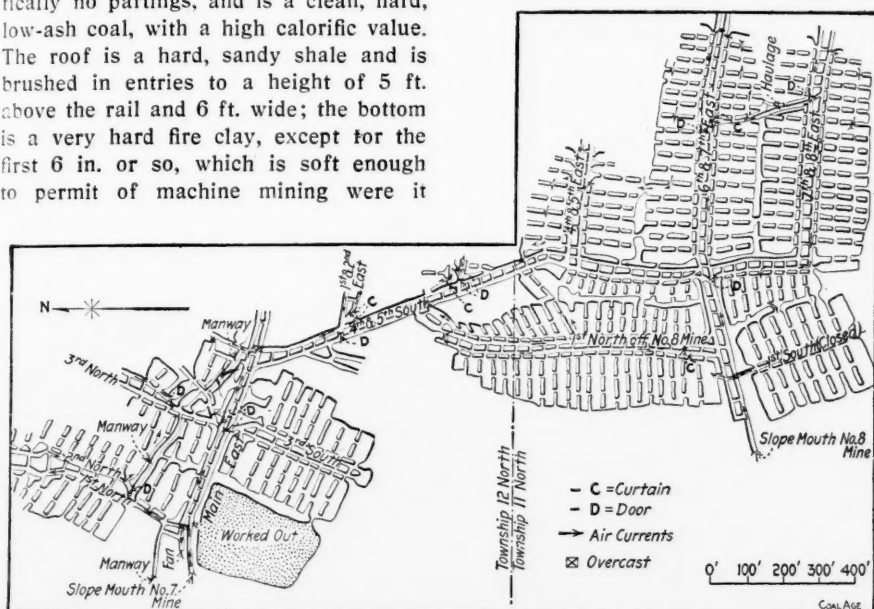 rically no partings, and is a clean, hard,
low-ash coal, with a high calorific value.
The roof is a hard, sandy shale and is
brushed in entries to a height of 5 ft.
above the rail and 6 ft. wide; the bottom
is a very hard fire clay, except for the
first 6 in. or so, which is soft enough
to permit of machine mining were it
Haulage
D
D
C
4th & 5th East
6th & 7th East
7th & 8th East
N
1st & 2nd
East
C
D
C
D
4th & 5th South
Manway
3rd North
D
D
Manway
2nd North
1st North
D
Main East
3rd South
Worked Out
Manway
Fan
Slope Mouth No.7
Mine
1st North off No.8 Mine
C
D
1st South (Closed)
Slope Mouth No.8
Mine
Township 12 North
Township 11 North
C = Curtain
D = Door
Air Currents
Overcast
0' 100' 200' 300' 400'
COAL AGE